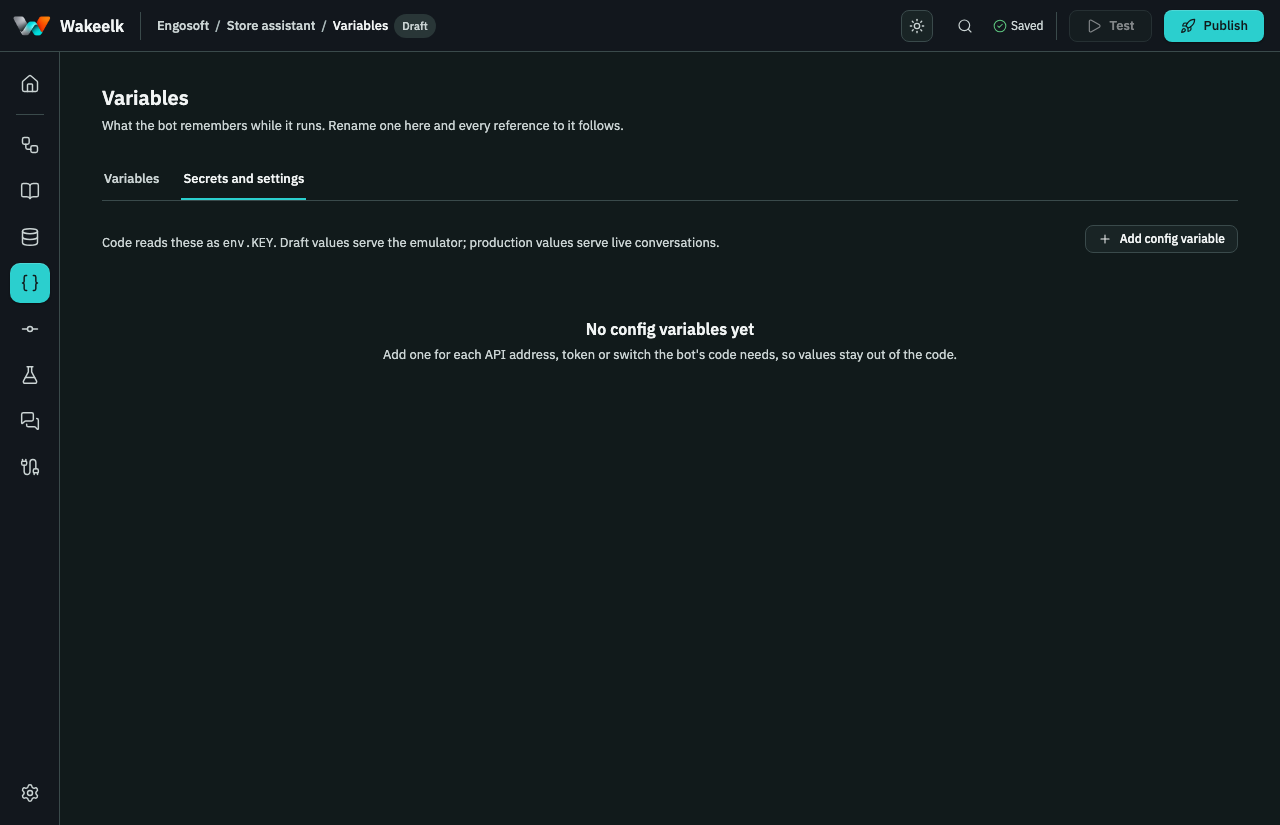 Wakeelk
Engosoft / Store assistant / Variables Draft
Saved
Test
Publish
Variables
What the bot remembers while it runs. Rename one here and every reference to it follows.
Variables
Secrets and settings
Code reads these as env.KEY. Draft values serve the emulator; production values serve live conversations.
Add config variable
No config variables yet
Add one for each API address, token or switch the bot's code needs, so values stay out of the code.